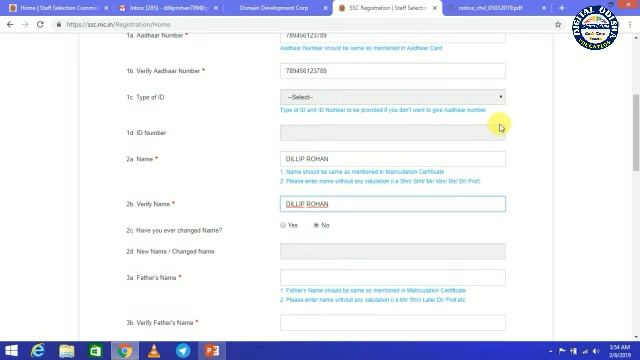 Home | Staff Selection Commiss
Inbox (285) - dilliprohan789@g
Domain Development Corp
SSC Registration | Staff Selecti
notice_chsl_05032019.pdf
https://ssc.nic.in/Registration/Home
DIGITAL ODISHA
EDUCATION
1a. Aadhaar Number *
789456123789
Aadhaar Number should be same as mentioned in Aadhaar Card
1b. Verify Aadhaar Number *
789456123789
1c. Type of ID
--Select--
Type of ID and ID Number to be provided if you don't want to give Aadhaar number
1d. ID Number
2a. Name *
DILLIP ROHAN
1. Name should be same as mentioned in Matriculation Certificate
2. Please enter name without any salutation (i.e Shri/ Smt/ Mr/ Mrs/ Ms/ Dr/ Prof)
2b. Verify Name *
DILLIP ROHAN
2c. Have you ever changed Name?
Yes No
2d. New Name / Changed Name
3a. Father's Name *
1. Father's Name should be same as mentioned in Matriculation Certificate
2. Please enter name without any salutation (i.e Mr/ Shri/ Late/ Dr/ Prof etc
3b. Verify Father's Name *
3:54 AM
3/8/2019